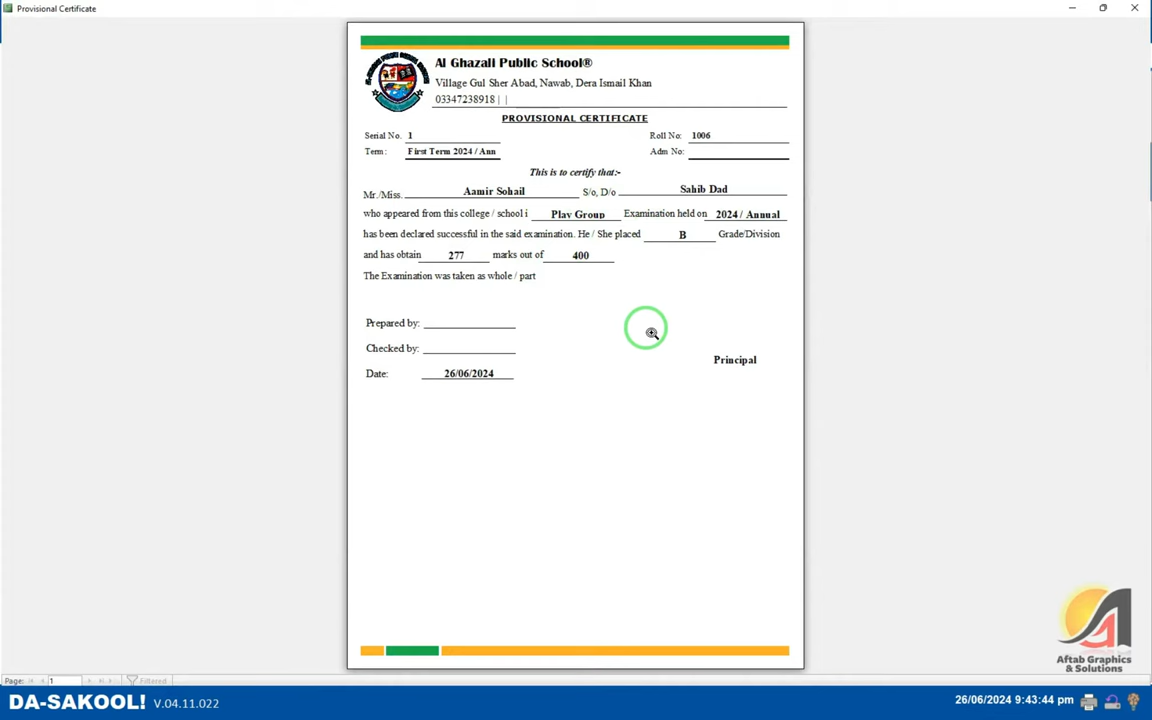 Provisional Certificate
Al Ghazali Public School®
Village Gul Sher Abad, Nawab, Dera Ismail Khan
03347238918 | |
PROVISIONAL CERTIFICATE
Serial No. 1 Roll No: 1006
Term: First Term 2024 / Ann Adm No:
This is to certify that:-
Mr./Miss. Aamir Sohail S/o, D/o Sahib Dad
who appeared from this college / school i Play Group Examination held on 2024 / Annual
has been declared successful in the said examination. He / She placed B Grade/Division
and has obtain 277 marks out of 400
The Examination was taken as whole / part
Prepared by:
Checked by:
Principal
Date: 26/06/2024
Aftab Graphics
& Solutions
Page: 1 Filtered
DA-SAKOOL! V.04.11.022 26/06/2024 9:43:44 pm